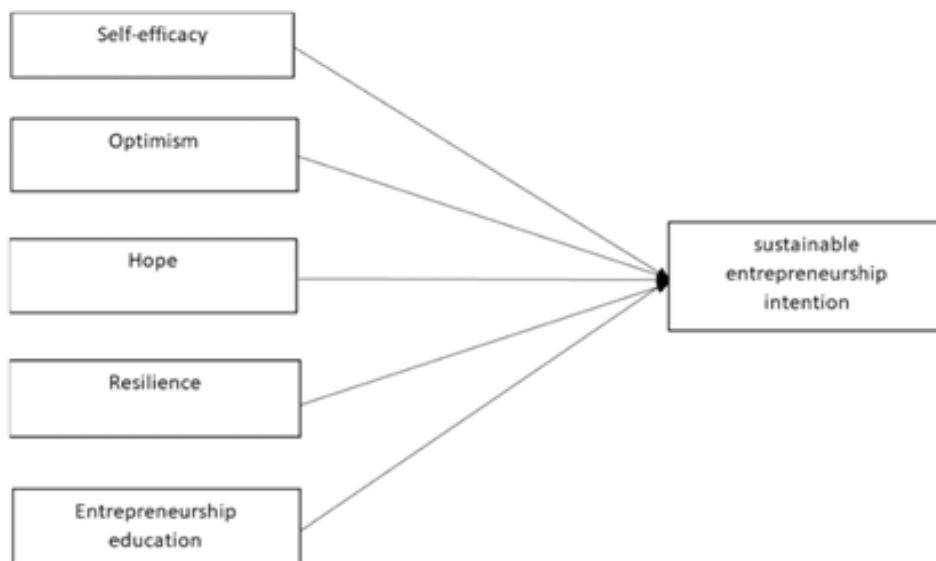 Self-efficacy
Optimism
Hope
Resilience
Entrepreneurship
education
sustainable
entrepreneurship
intention